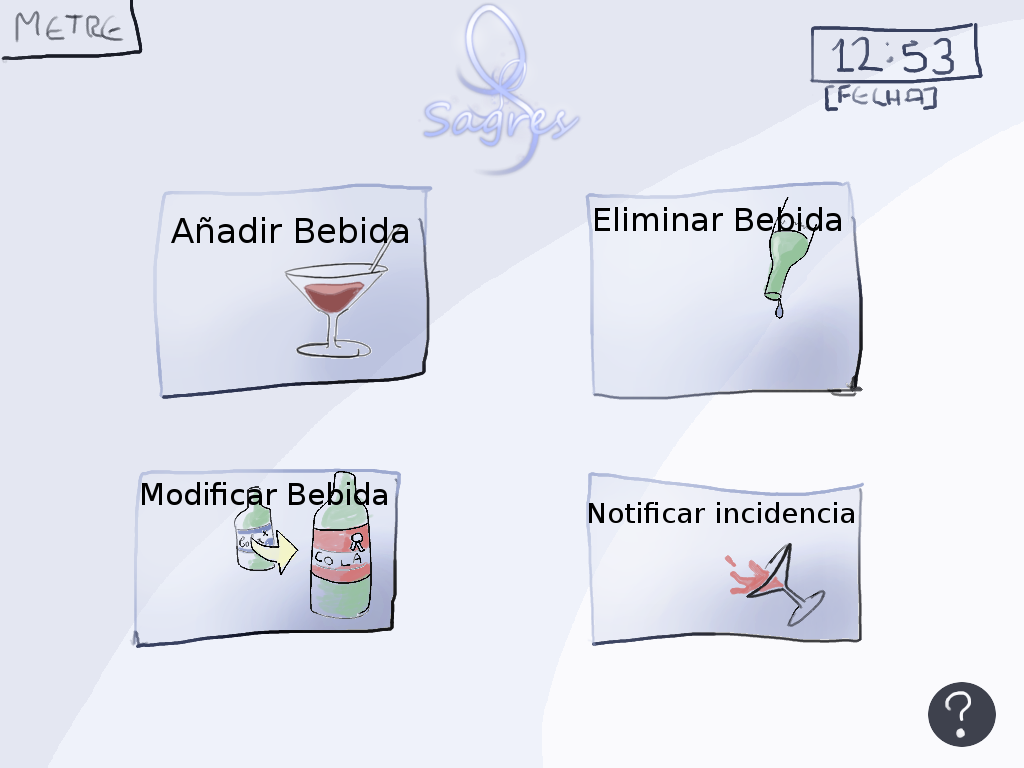 METRE
Sagres
12:53
[FECHA]
Añadir Bebida
Eliminar Bebida
Modificar Bebida
COLA
Notificar incidencia
?